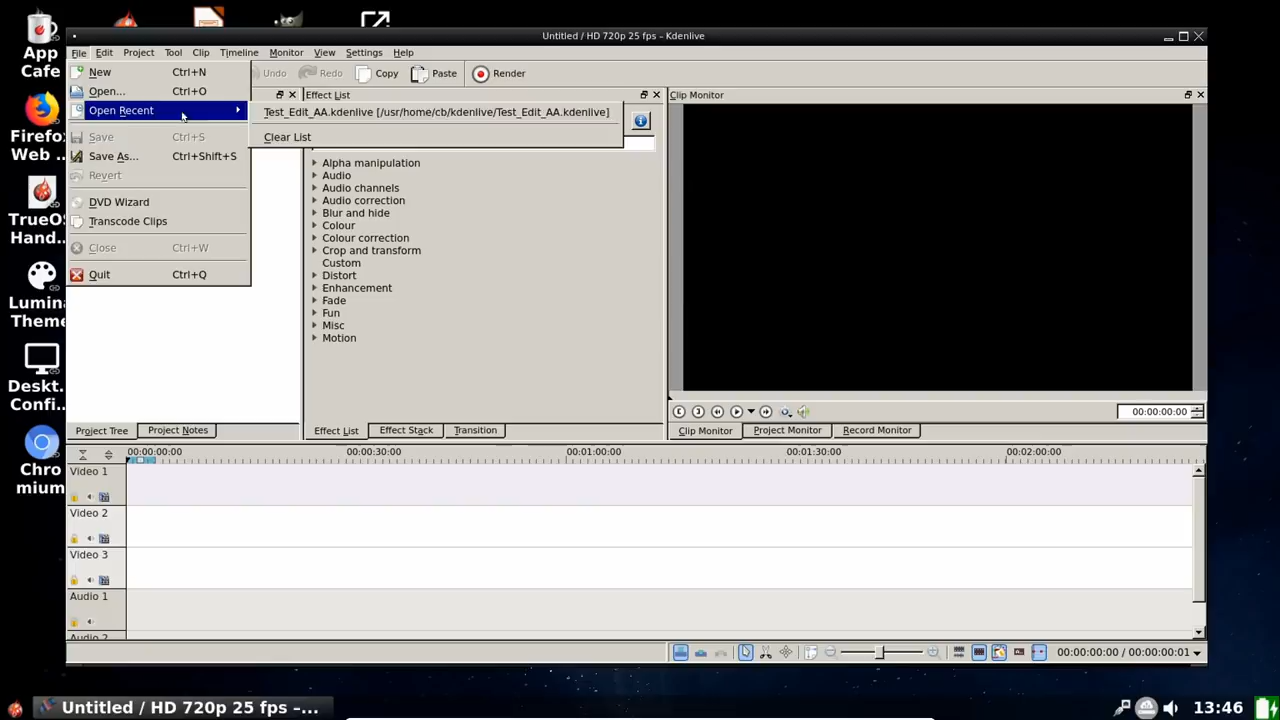 App
Cafe
Firefox
Web ...
TrueOS
Hand...
Lumina
Theme
Deskt...
Confi...
Chro
mium
Untitled / HD 720p 25 fps – Kdenlive
File Edit Project Tool Clip Timeline Monitor View Settings Help
Undo Redo Copy Paste Render
New Ctrl+N
Open... Ctrl+O
Open Recent
Save Ctrl+S
Save As... Ctrl+Shift+S
Revert
DVD Wizard
Transcode Clips
Close Ctrl+W
Quit Ctrl+Q
Test_Edit_AA.kdenlive [/usr/home/cb/kdenlive/Test_Edit_AA.kdenlive]
Clear List
Effect List
Alpha manipulation
Audio
Audio channels
Audio correction
Blur and hide
Colour
Colour correction
Crop and transform
Custom
Distort
Enhancement
Fade
Fun
Misc
Motion
Clip Monitor
00:00:00:00
Project Tree Project Notes
Effect List Effect Stack Transition
Clip Monitor Project Monitor Record Monitor
00:00:00:00 00:00:30:00 00:01:00:00 00:01:30:00 00:02:00:00
Video 1
Video 2
Video 3
Audio 1
Audio 2
00:00:00:00 / 00:00:00:01
Untitled / HD 720p 25 fps –...
13:46